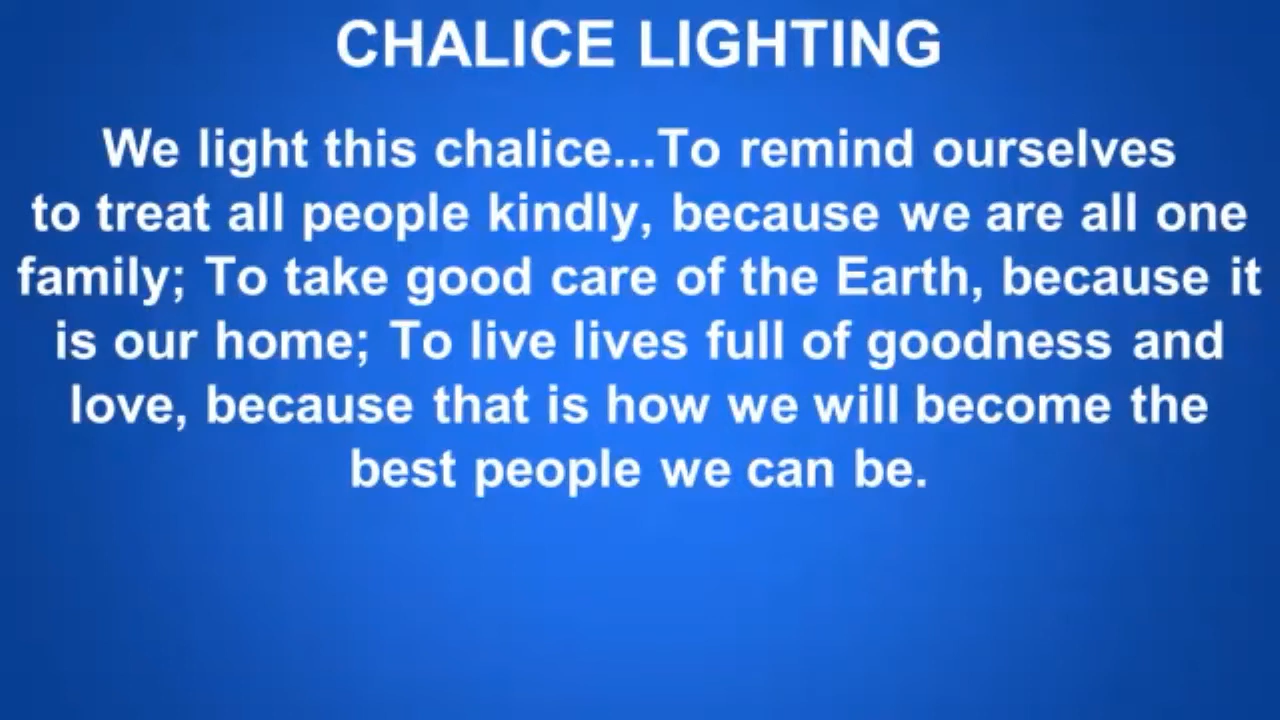 CHALICE LIGHTING
We light this chalice...To remind ourselves
to treat all people kindly, because we are all one
family; To take good care of the Earth, because it
is our home; To live lives full of goodness and
love, because that is how we will become the
best people we can be.